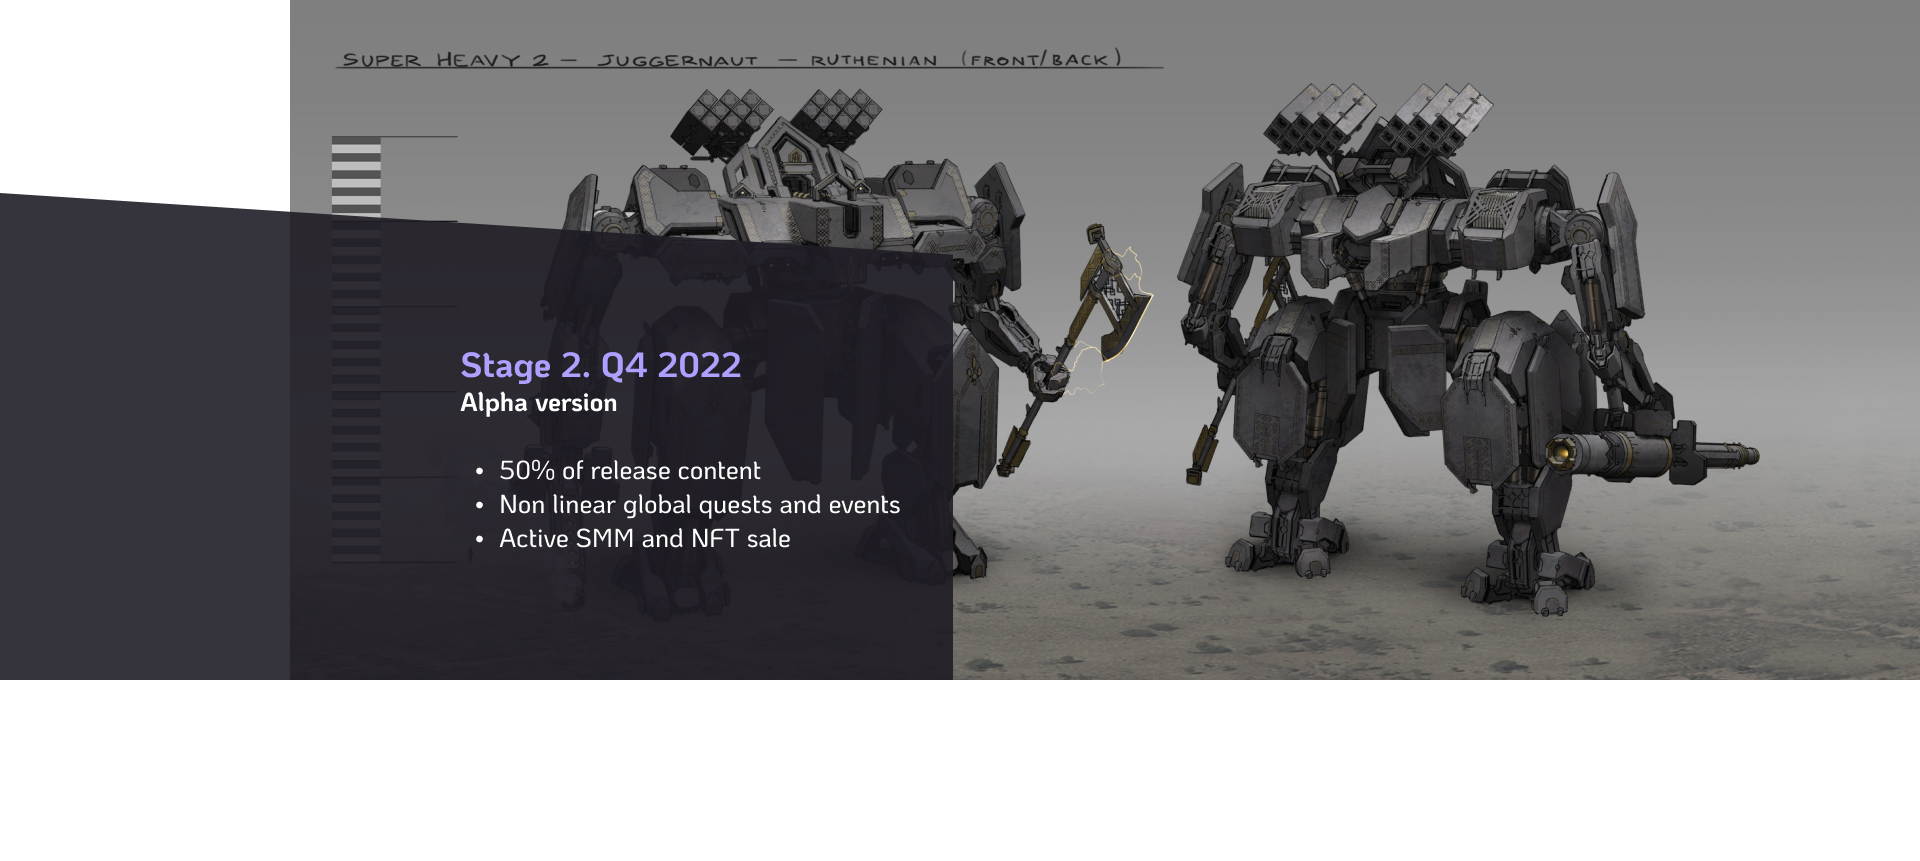 SUPER HEAVY 2 — JUGGERNAUT — RUTHENIAN (FRONT/BACK)
Stage 2. Q4 2022
Alpha version
• 50% of release content
• Non linear global quests and events
• Active SMM and NFT sale